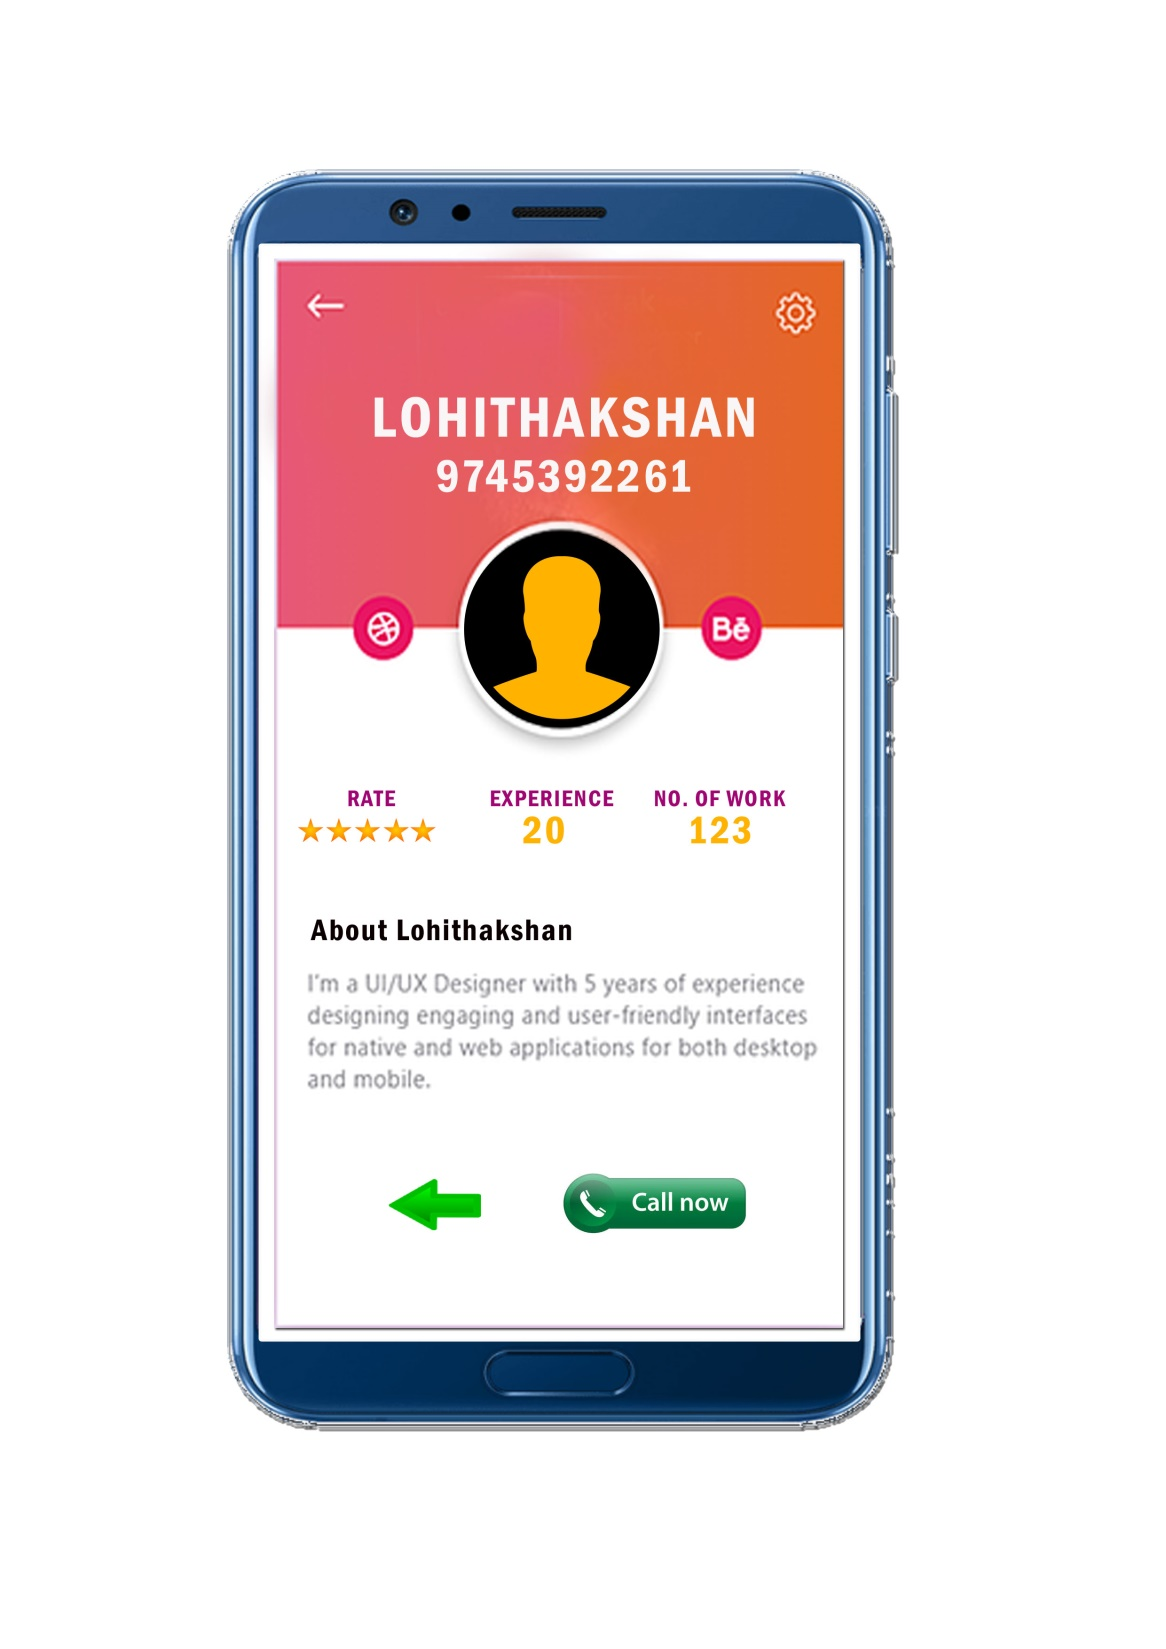 LOHITHAKSHAN
9745392261
Bē
RATE EXPERIENCE NO. OF WORK
20 123
About Lohithakshan
I'm a UI/UX Designer with 5 years of experience
designing engaging and user-friendly interfaces
for native and web applications for both desktop
and mobile.
Call now